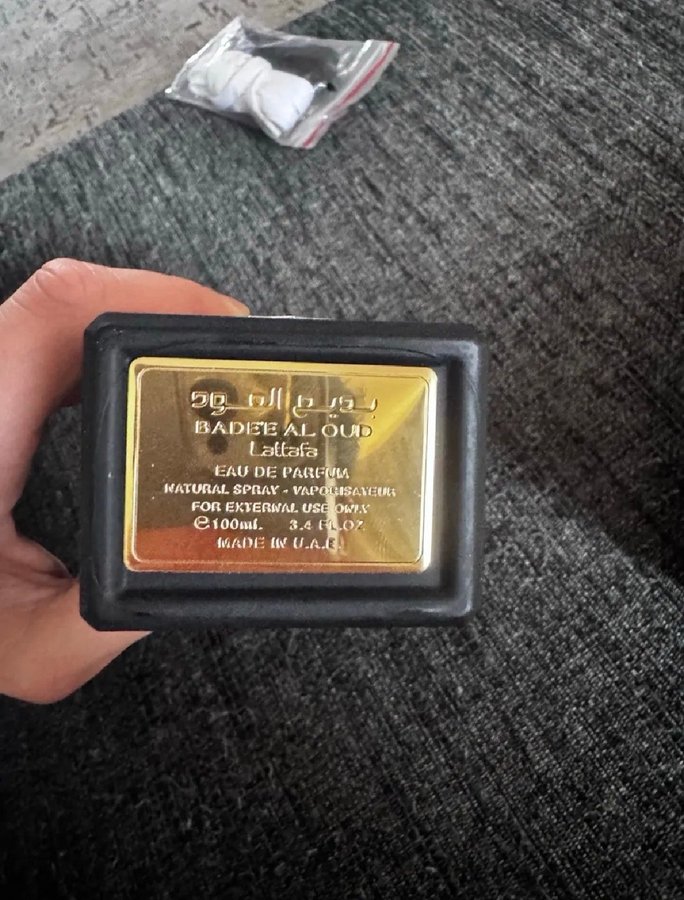 بديع العود
BADE'E AL OUD
Lattafa
EAU DE PARFUM
NATURAL SPRAY - VAPORISATEUR
FOR EXTERNAL USE ONLY
℮100ml. 3.4 FL.OZ
MADE IN U.A.E.